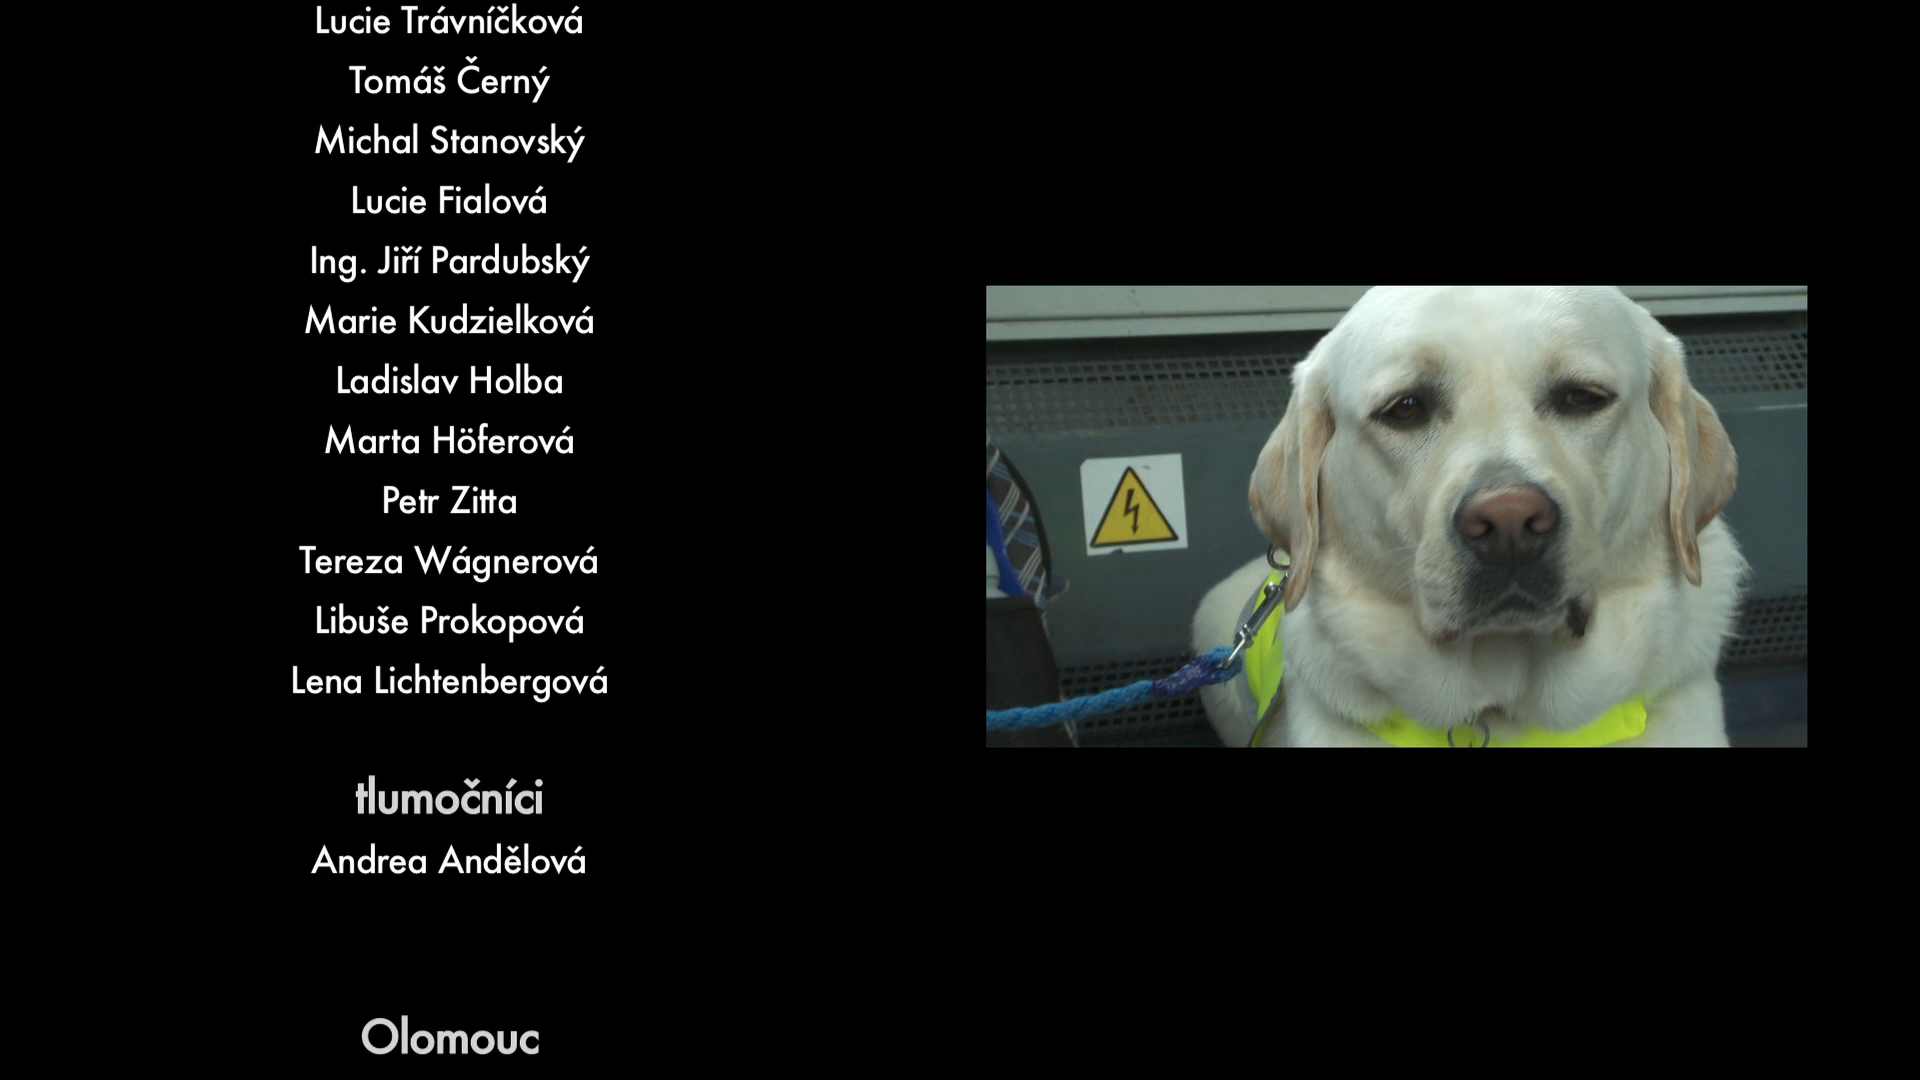 Lucie Trávníčková
Tomáš Černý
Michal Stanovský
Lucie Fialová
Ing. Jiří Pardubský
Marie Kudzielková
Ladislav Holba
Marta Höferová
Petr Zitta
Tereza Wágnerová
Libuše Prokopová
Lena Lichtenbergová
tlumočníci
Andrea Andělová
Olomouc